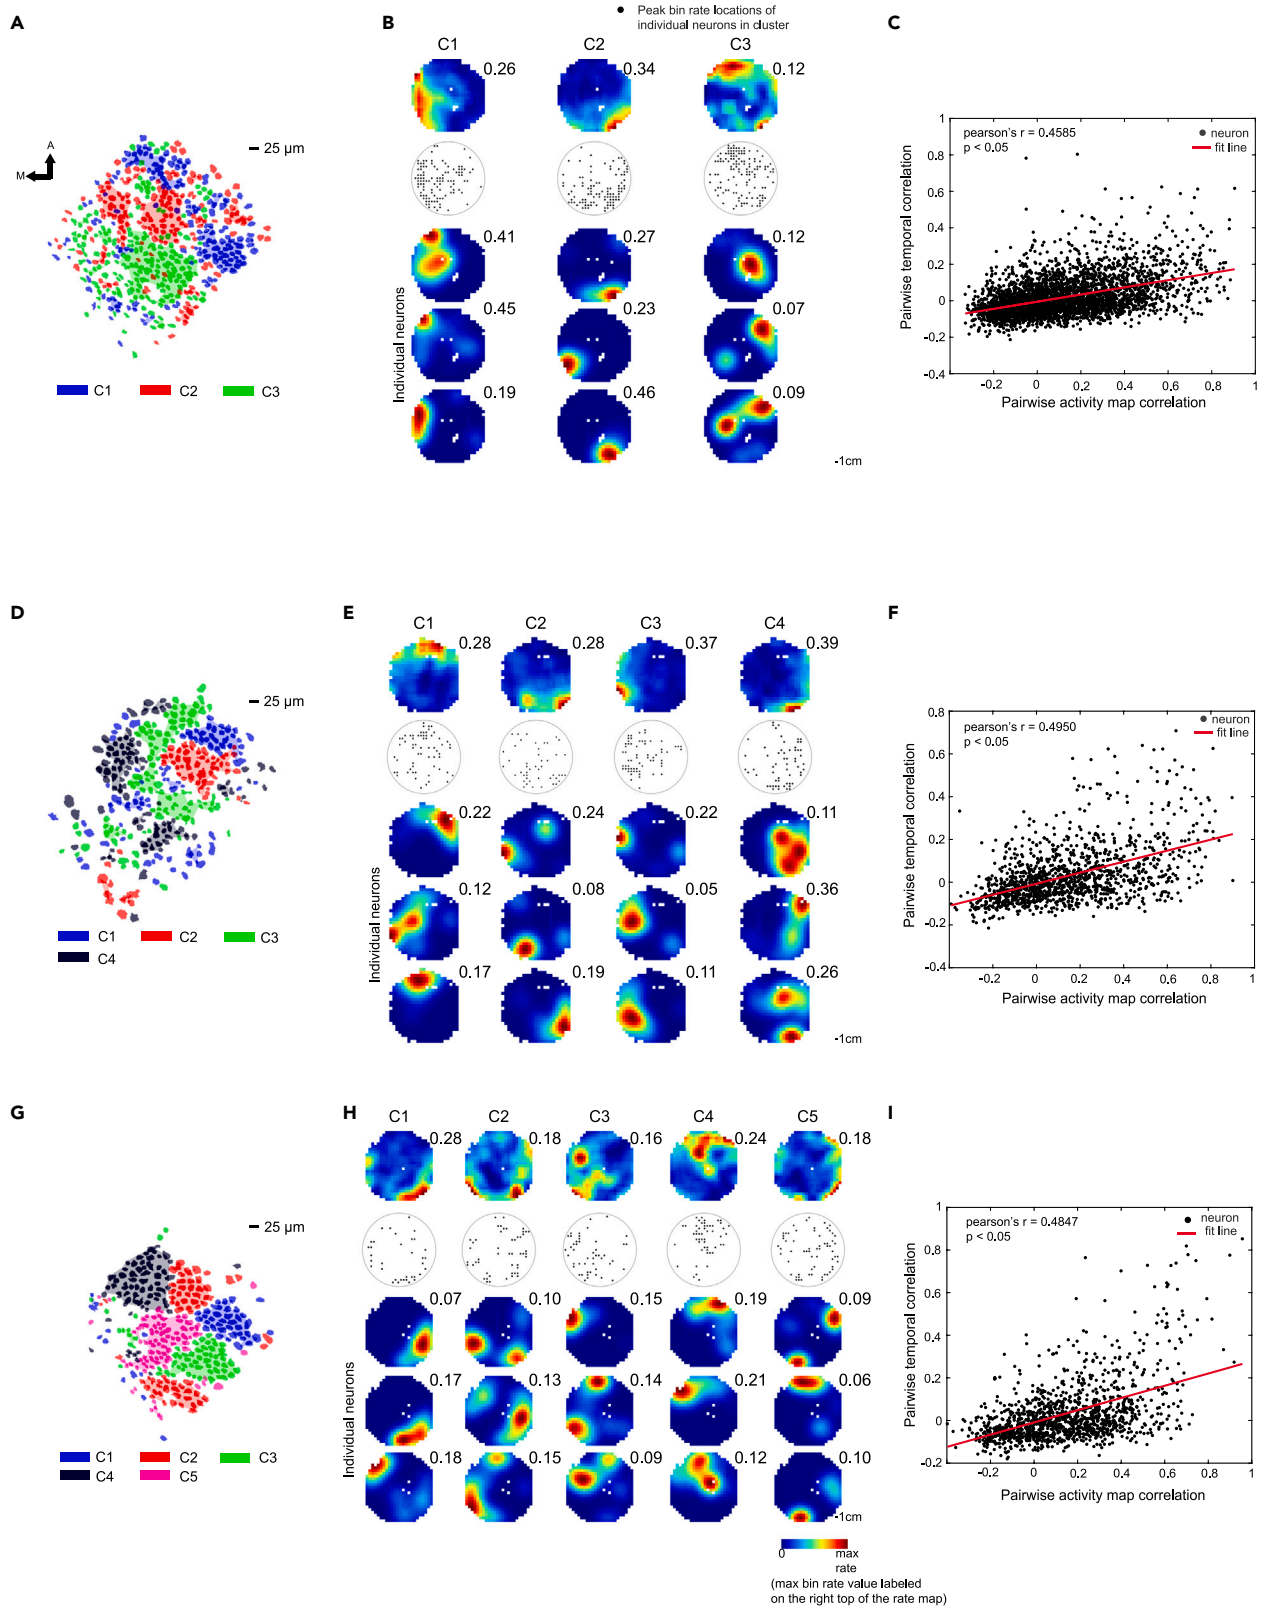 A
B
● Peak bin rate locations of
individual neurons in cluster
C
C1 C2 C3
0.26 0.34 0.12
A
M
25 µm
C1 C2 C3
Individual neurons
0.41 0.27 0.12
0.45 0.23 0.07
0.19 0.46 0.09
-1cm
pearson's r = 0.4585
p < 0.05
neuron
fit line
1
0.8
0.6
0.4
0.2
0
-0.2
-0.4
Pairwise temporal correlation
-0.2 0 0.2 0.4 0.6 0.8 1
Pairwise activity map correlation
D
E
F
25 µm
C1 C2 C3
C4
C1 C2 C3 C4
0.28 0.28 0.37 0.39
Individual neurons
0.22 0.24 0.22 0.11
0.12 0.08 0.05 0.36
0.17 0.19 0.11 0.26
-1cm
pearson's r = 0.4950
p < 0.05
neuron
fit line
0.8
0.6
0.4
0.2
0
-0.2
-0.4
Pairwise temporal correlation
-0.2 0 0.2 0.4 0.6 0.8 1
Pairwise activity map correlation
G
H
I
25 µm
C1 C2 C3
C4 C5
C1 C2 C3 C4 C5
0.28 0.18 0.16 0.24 0.18
Individual neurons
0.07 0.10 0.15 0.19 0.09
0.17 0.13 0.14 0.21 0.06
0.18 0.15 0.09 0.12 0.10
-1cm
0 max
rate
(max bin rate value labeled
on the right top of the rate map)
pearson's r = 0.4847
p < 0.05
neuron
fit line
1
0.8
0.6
0.4
0.2
0
-0.2
Pairwise temporal correlation
-0.2 0 0.2 0.4 0.6 0.8 1
Pairwise activity map correlation